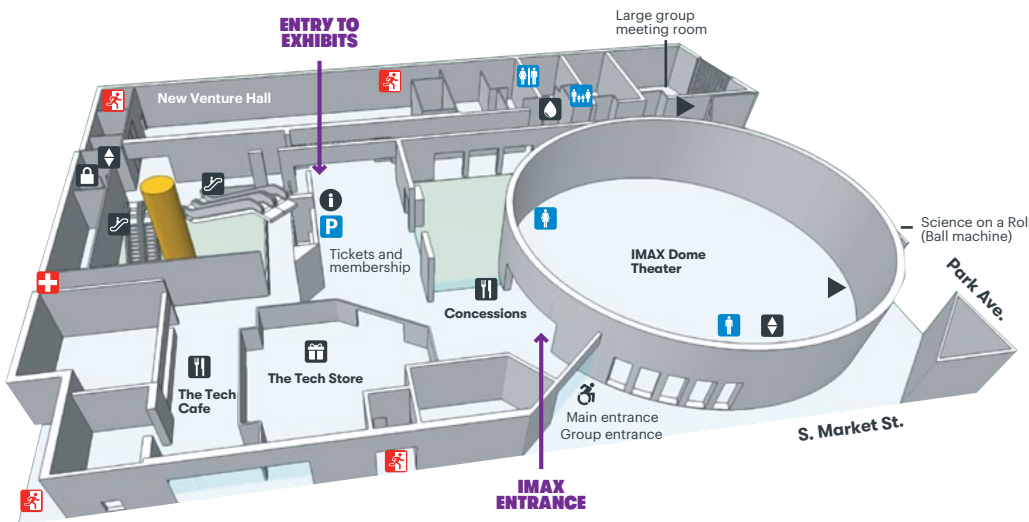 Large group
meeting room
ENTRY TO
EXHIBITS
New Venture Hall
i
P
Tickets and
membership
IMAX Dome
Theater
Science on a Rol
(Ball machine)
Park Ave.
Concessions
The Tech Store
The Tech
Cafe
Main entrance
Group entrance
S. Market St.
IMAX
ENTRANCE